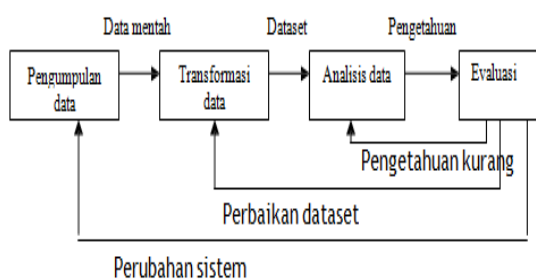 Data mentah
Dataset
Pengetahuan
Pengumpulan
data
Transformasi
data
Analisis data
Evaluasi
Pengetahuan kurang
Perbaikan dataset
Perubahan sistem